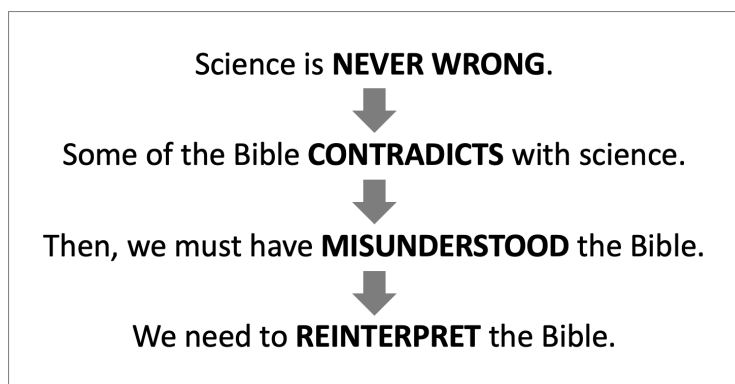 Science is NEVER WRONG.
Some of the Bible CONTRADICTS with science.
Then, we must have MISUNDERSTOOD the Bible.
We need to REINTERPRET the Bible.